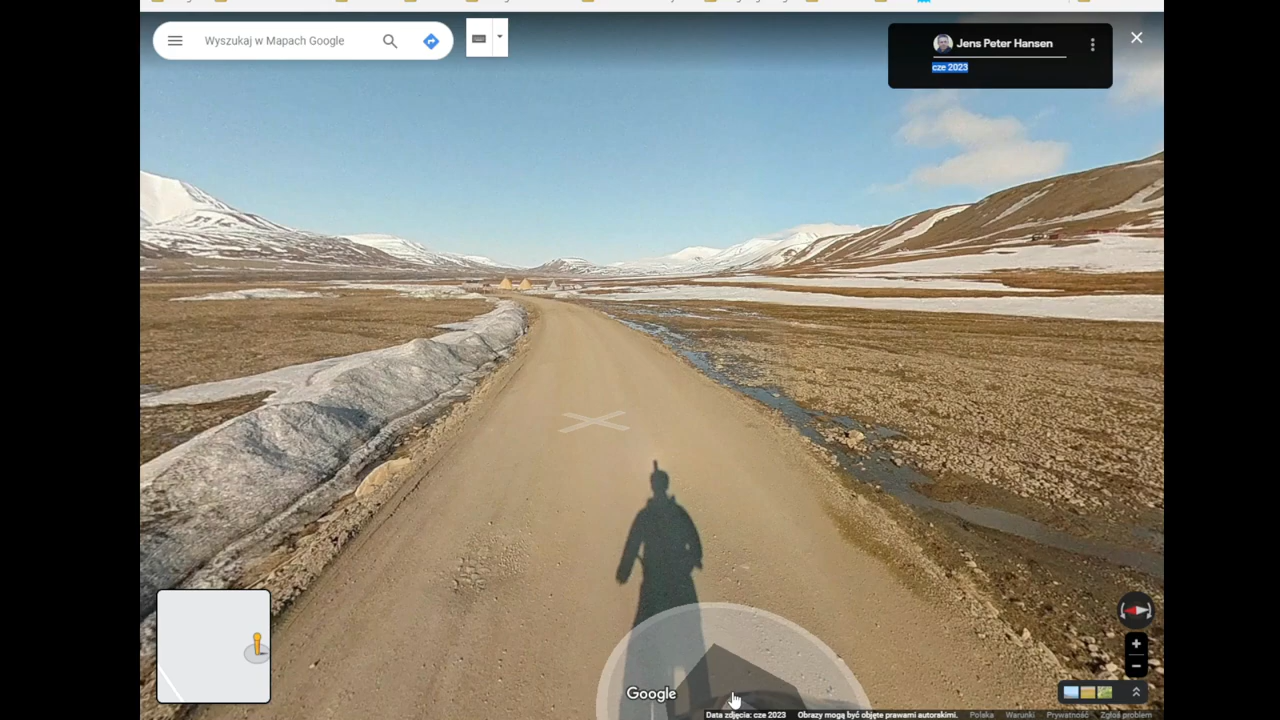 Wyszukaj w Mapach Google
Jens Peter Hansen
cze 2023
Google
Data zdjęcia: cze 2023 Obrazy mogą być objęte prawami autorskimi. Polska Warunki Prywatność Zgłoś problem